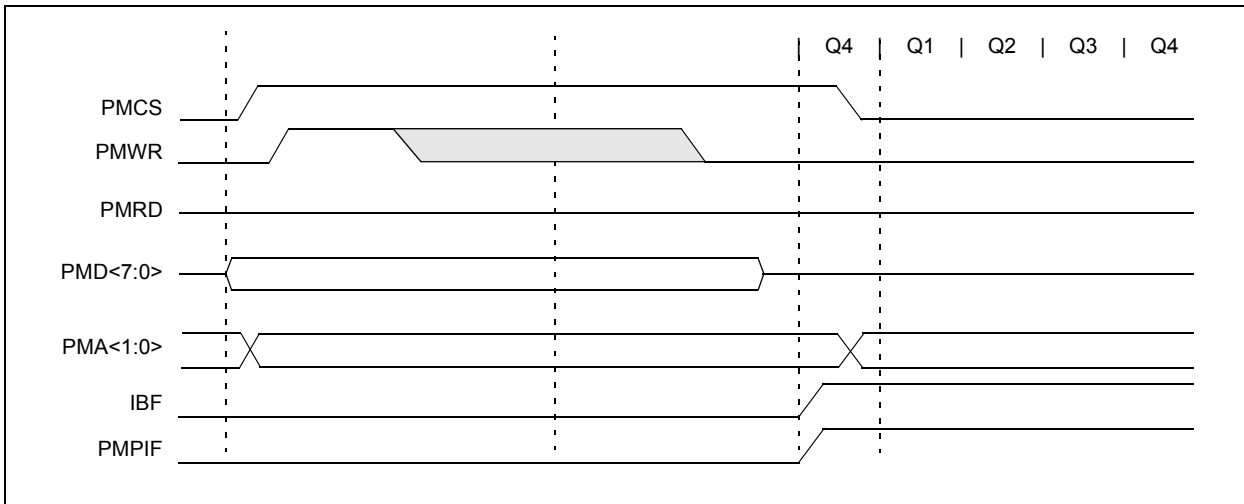 | Q4 | Q1 | Q2 | Q3 | Q4
PMCS
PMWR
PMRD
PMD<7:0>
PMA<1:0>
IBF
PMPIF